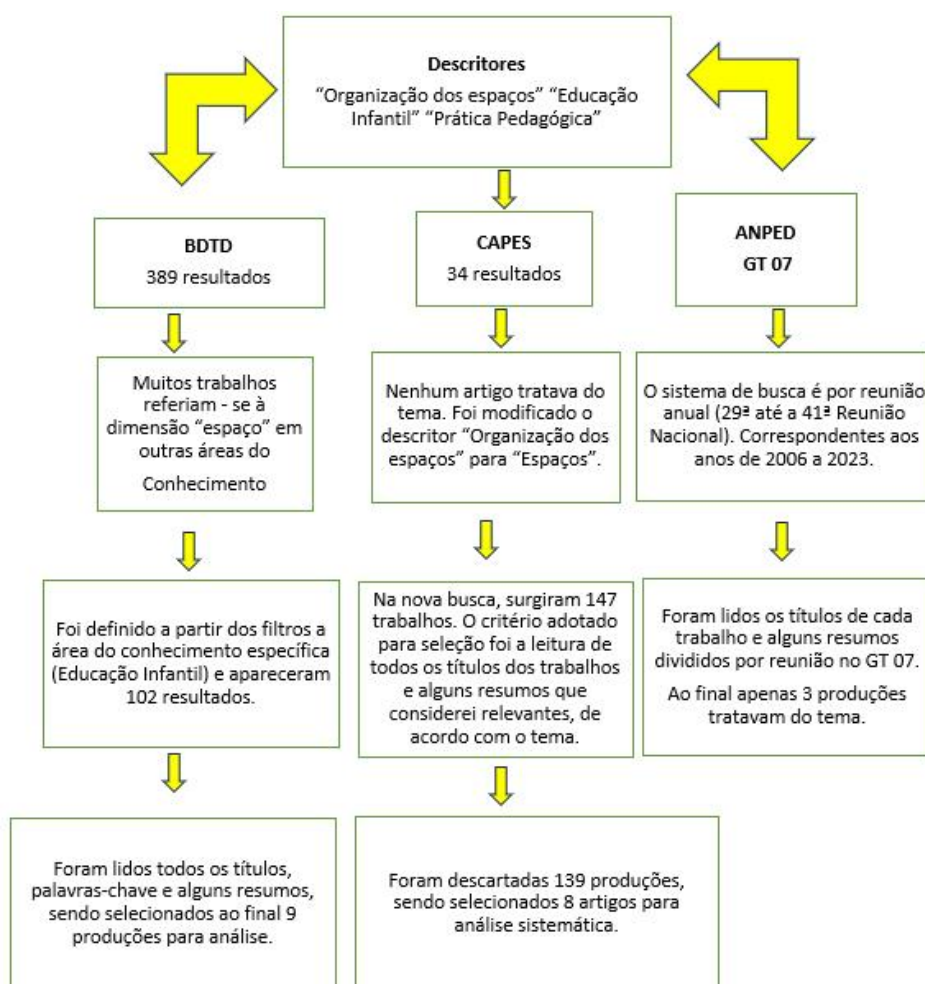 Descritores
“Organização dos espaços” “Educação
Infantil” “Prática Pedagógica”
BDTD
389 resultados
CAPES
34 resultados
ANPED
GT 07
Muitos trabalhos
referiam - se à
dimensão “espaço” em
outras áreas do
Conhecimento
Nenhum artigo tratava do
tema. Foi modificado o
descritor “Organização dos
espaços” para “Espaços”.
O sistema de busca é por reunião
anual (29ª até a 41ª Reunião
Nacional). Correspondentes aos
anos de 2006 a 2023.
Foi definido a partir dos filtros a
área do conhecimento específica
(Educação Infantil) e apareceram
102 resultados.
Na nova busca, surgiram 147
trabalhos. O critério adotado
para seleção foi a leitura de
todos os títulos dos trabalhos
e alguns resumos que
considerei relevantes, de
acordo com o tema.
Foram lidos os títulos de cada
trabalho e alguns resumos
divididos por reunião no GT 07.
Ao final apenas 3 produções
tratavam do tema.
Foram lidos todos os títulos,
palavras-chave e alguns resumos,
sendo selecionados ao final 9
produções para análise.
Foram descartadas 139 produções,
sendo selecionados 8 artigos para
análise sistemática.